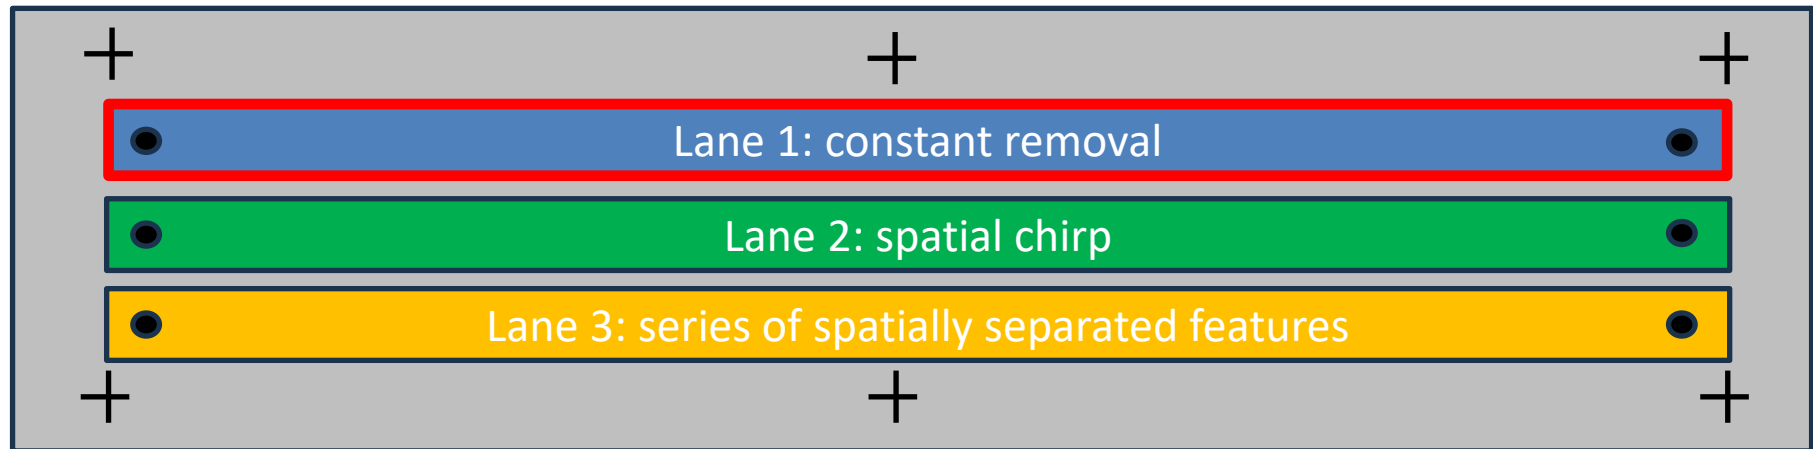 Lane 1: constant removal
Lane 2: spatial chirp
Lane 3: series of spatially separated features